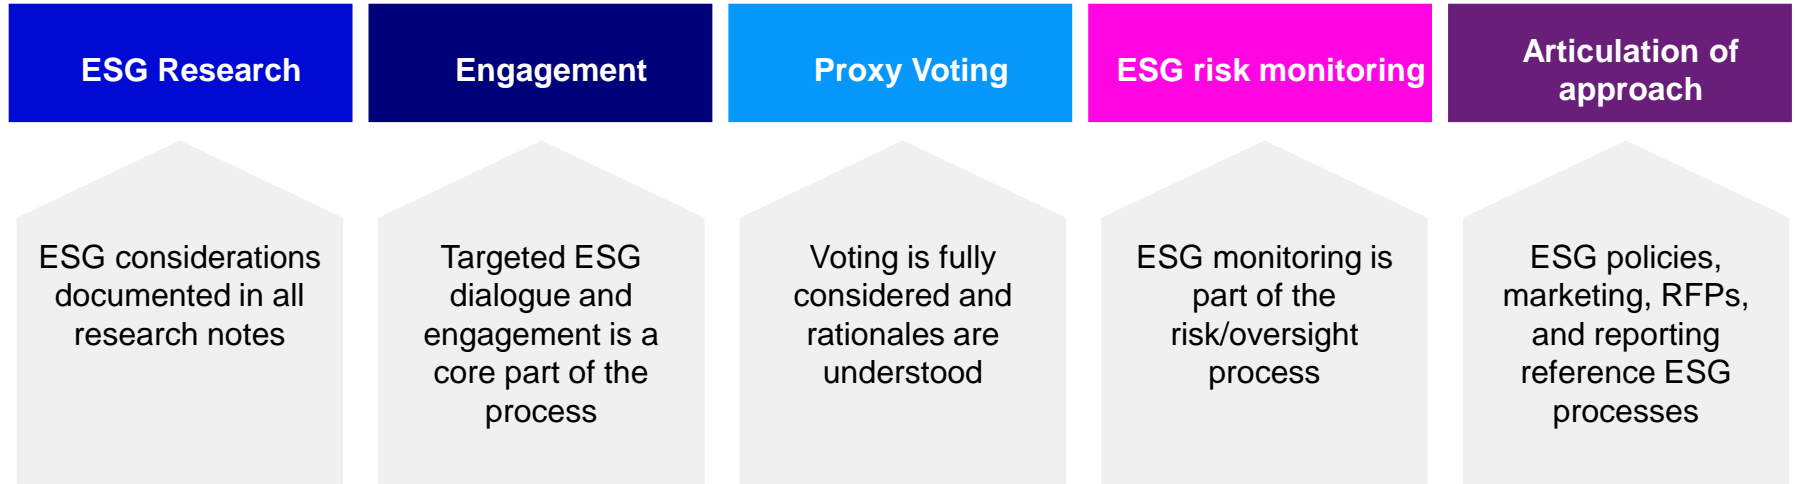 ESG Research
ESG considerations
documented in all
research notes
Engagement
Targeted ESG
dialogue and
engagement is a
core part of the
process
Proxy Voting
Voting is fully
considered and
rationales are
understood
ESG risk monitoring
ESG monitoring is
part of the
risk/oversight
process
Articulation of
approach
ESG policies,
marketing, RFPs,
and reporting
reference ESG
processes